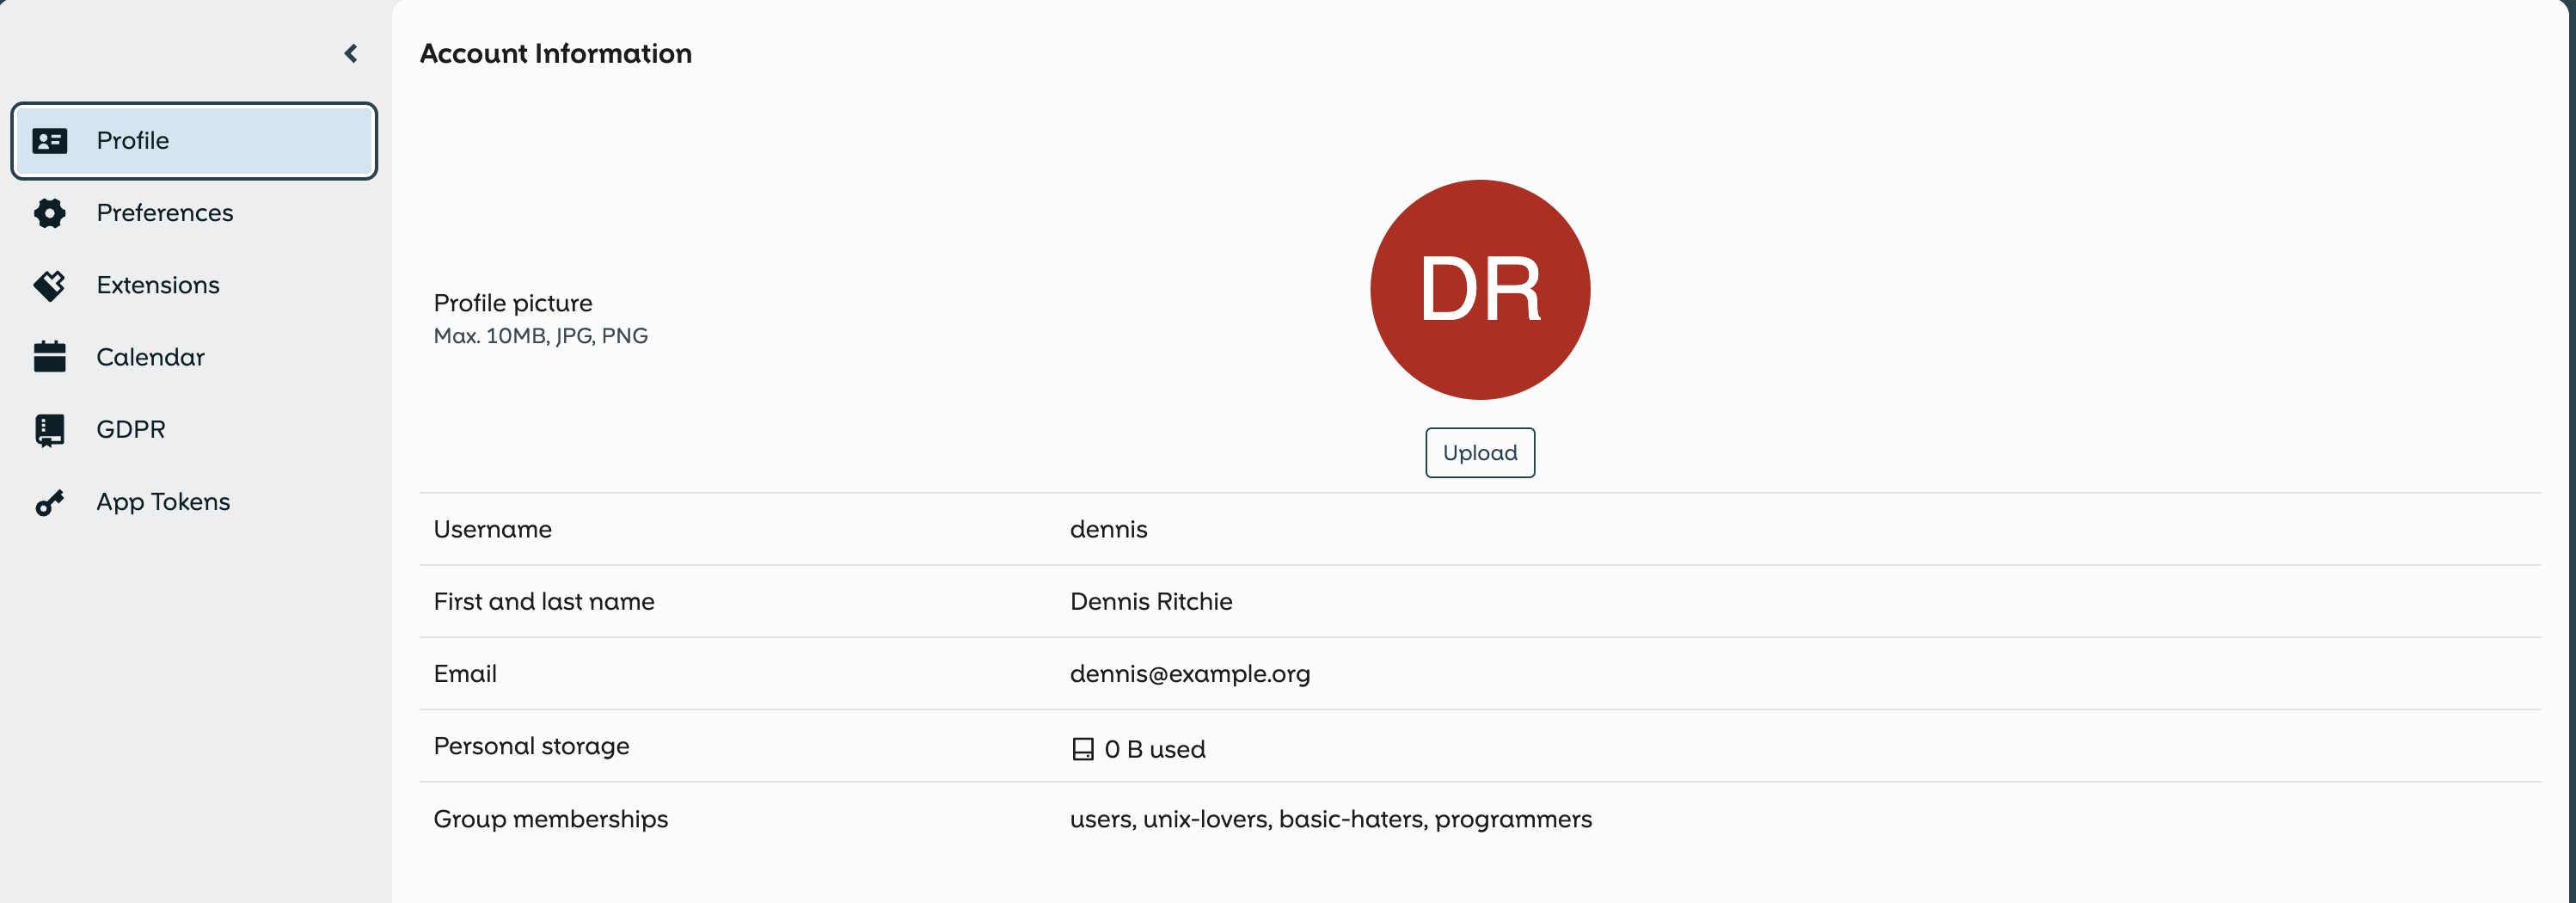 Account Information
Profile
Preferences
Extensions
Calendar
GDPR
App Tokens
Profile picture
Max. 10MB, JPG, PNG
DR
Upload
Username dennis
First and last name Dennis Ritchie
Email dennis@example.org
Personal storage 0 B used
Group memberships users, unix-lovers, basic-haters, programmers